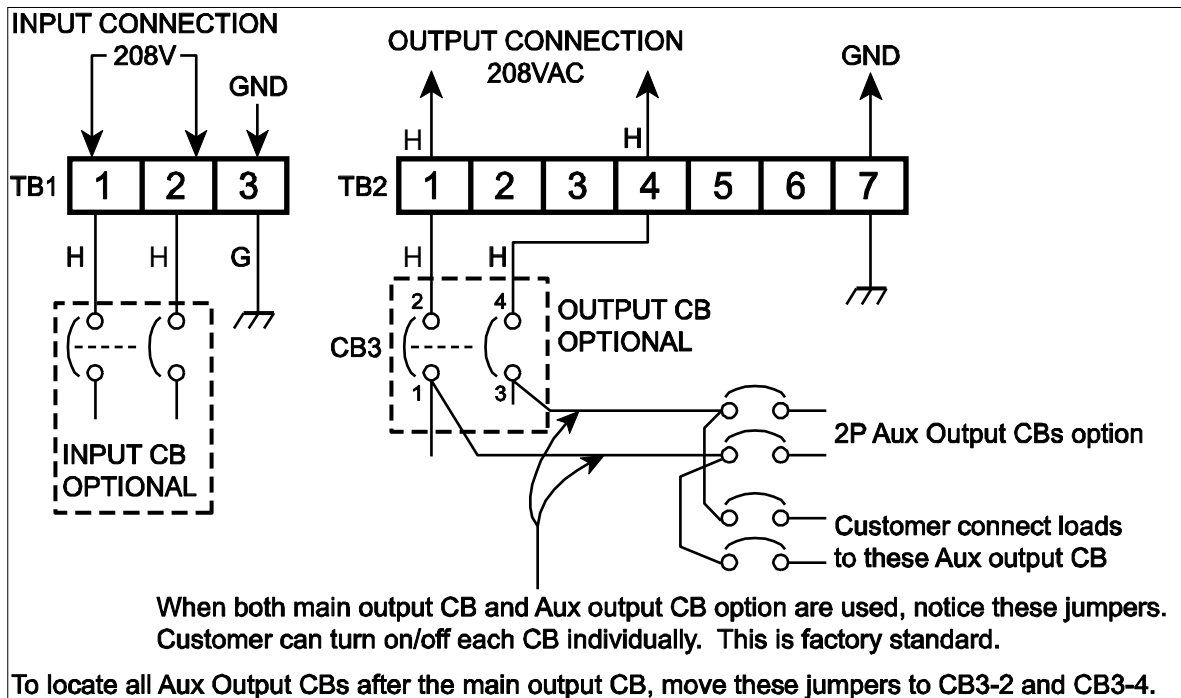 INPUT CONNECTION
208V
GND
TB1 1 2 3
H H G
INPUT CB
OPTIONAL
OUTPUT CONNECTION
208VAC
GND
H H
TB2 1 2 3 4 5 6 7
H H
2 4
OUTPUT CB
OPTIONAL
CB3
1 3
2P Aux Output CBs option
Customer connect loads
to these Aux output CB
When both main output CB and Aux output CB option are used, notice these jumpers.
Customer can turn on/off each CB individually. This is factory standard.
To locate all Aux Output CBs after the main output CB, move these jumpers to CB3-2 and CB3-4.